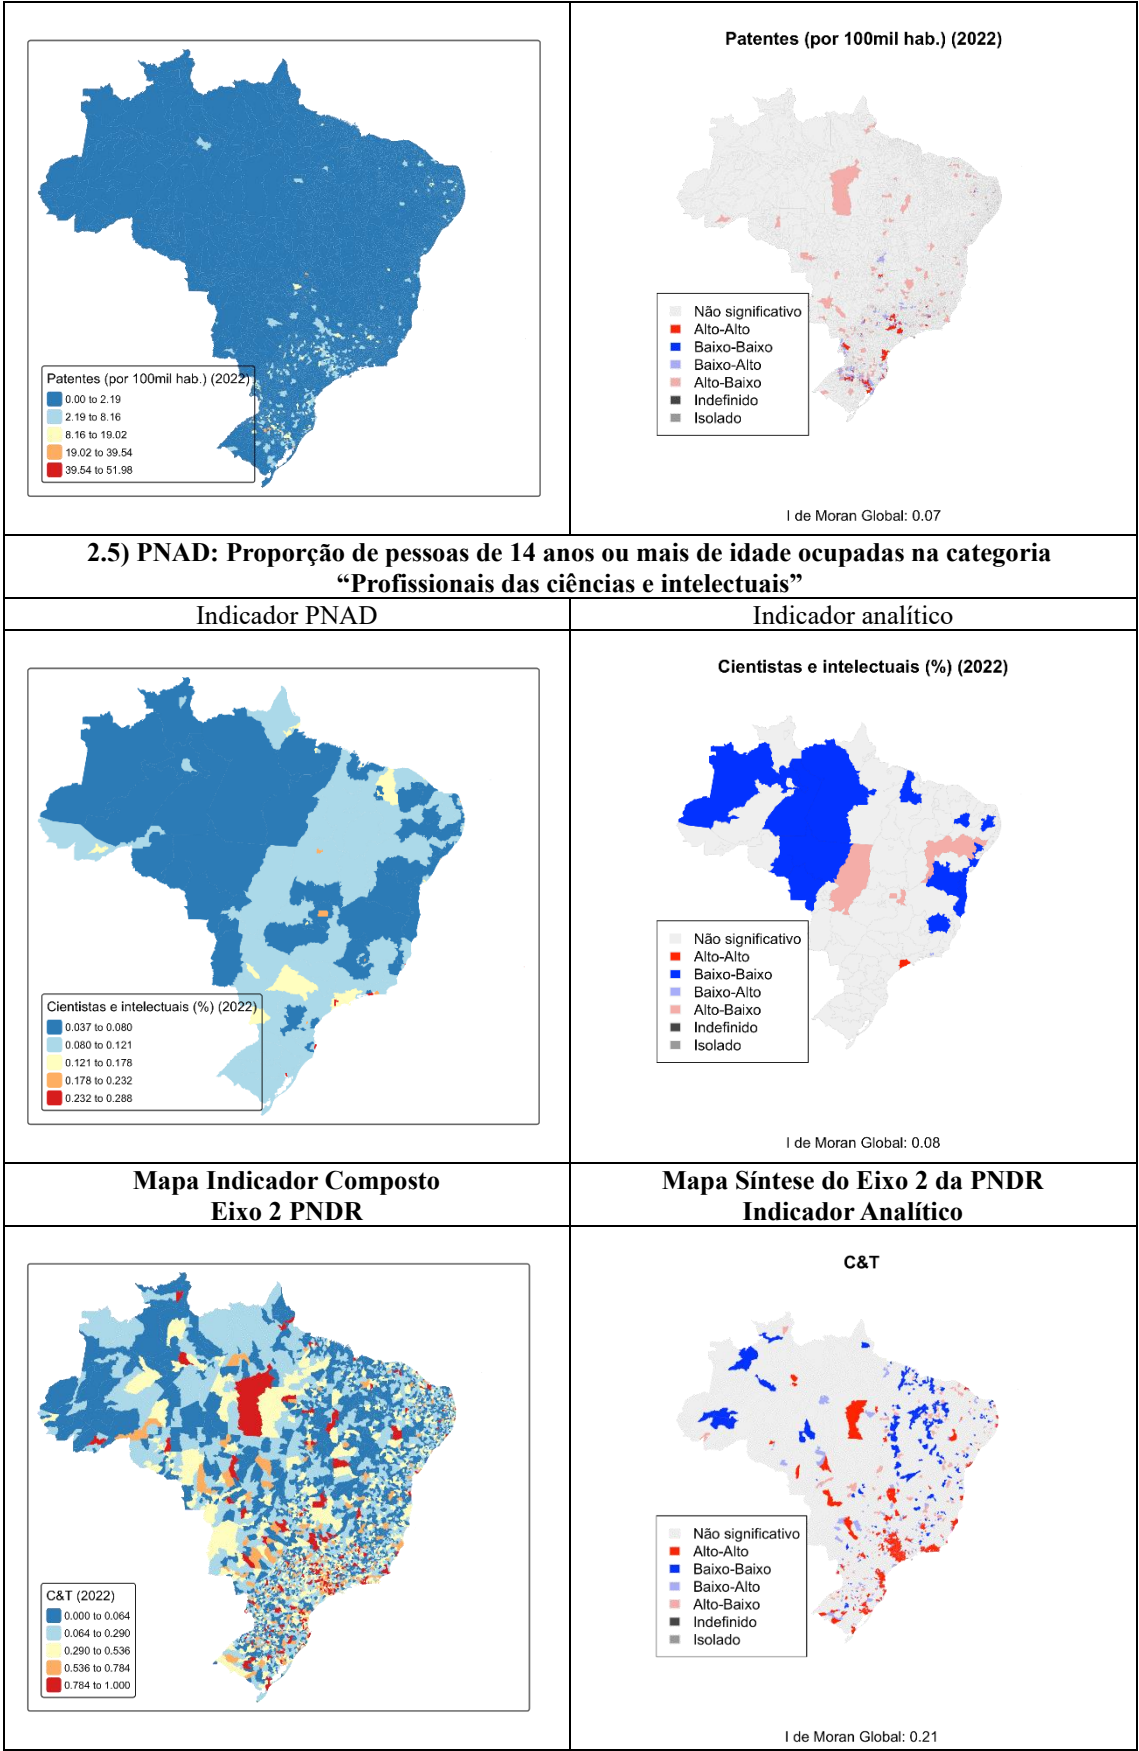 Patentes (por 100mil hab.) (2022)
0.00 to 2.19
2.19 to 8.16
8.16 to 19.02
19.02 to 39.54
39.54 to 51.98
Patentes (por 100mil hab.) (2022)
Não significativo
Alto-Alto
Baixo-Baixo
Baixo-Alto
Alto-Baixo
Indefinido
Isolado
I de Moran Global: 0.07
2.5) PNAD: Proporção de pessoas de 14 anos ou mais de idade ocupadas na categoria
“Profissionais das ciências e intelectuais”
Indicador PNAD
Indicador analítico
Cientistas e intelectuais (%) (2022)
0.037 to 0.080
0.080 to 0.121
0.121 to 0.178
0.178 to 0.232
0.232 to 0.288
Cientistas e intelectuais (%) (2022)
Não significativo
Alto-Alto
Baixo-Baixo
Baixo-Alto
Alto-Baixo
Indefinido
Isolado
I de Moran Global: 0.08
Mapa Indicador Composto
Eixo 2 PNDR
Mapa Síntese do Eixo 2 da PNDR
Indicador Analítico
C&T (2022)
0.000 to 0.064
0.064 to 0.290
0.290 to 0.536
0.536 to 0.784
0.784 to 1.000
C&T
Não significativo
Alto-Alto
Baixo-Baixo
Baixo-Alto
Alto-Baixo
Indefinido
Isolado
I de Moran Global: 0.21